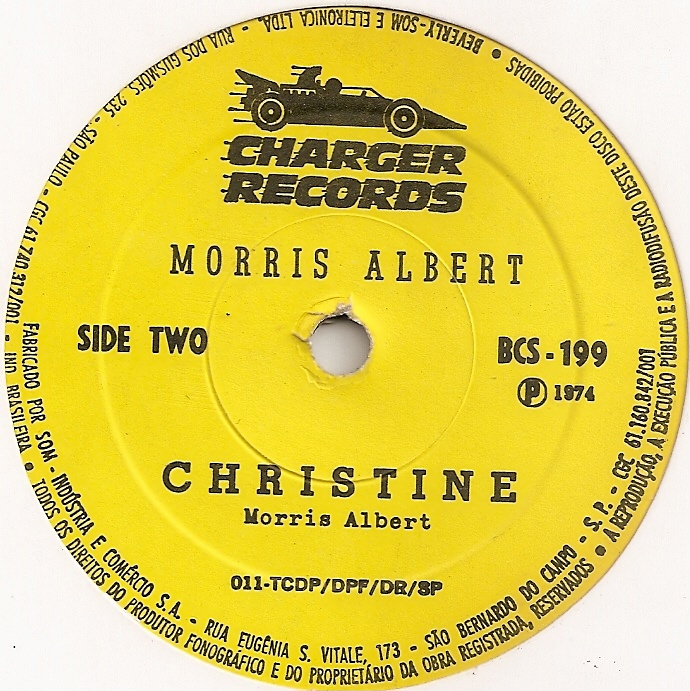 CHARGER
RECORDS
MORRIS ALBERT
SIDE TWO
BCS-199
Ⓟ 1974
CHRISTINE
Morris Albert
011-TCDP/DPF/DR/SP
FABRICADO POR SOM - INDÚSTRIA E COMÉRCIO S.A. - RUA EUGÊNIA S. VITALE, 173 - SÃO BERNARDO DO CAMPO - S.P. - CGC 61.160.842/001
BEVERLY-SOM E ELETRONICA LTDA. - RUA DOS GUSMÕES, 235 - SÃO PAULO - CGC 61.740.312/001 - IND. BRASILEIRA • TODOS OS DIREITOS DO PRODUTOR FONOGRÁFICO E DO PROPRIETÁRIO DA OBRA REGISTRADA, RESERVADOS • A REPRODUÇÃO, A EXECUÇÃO PÚBLICA E A RADIODIFUSÃO DESTE DISCO ESTÃO PROIBIDAS •